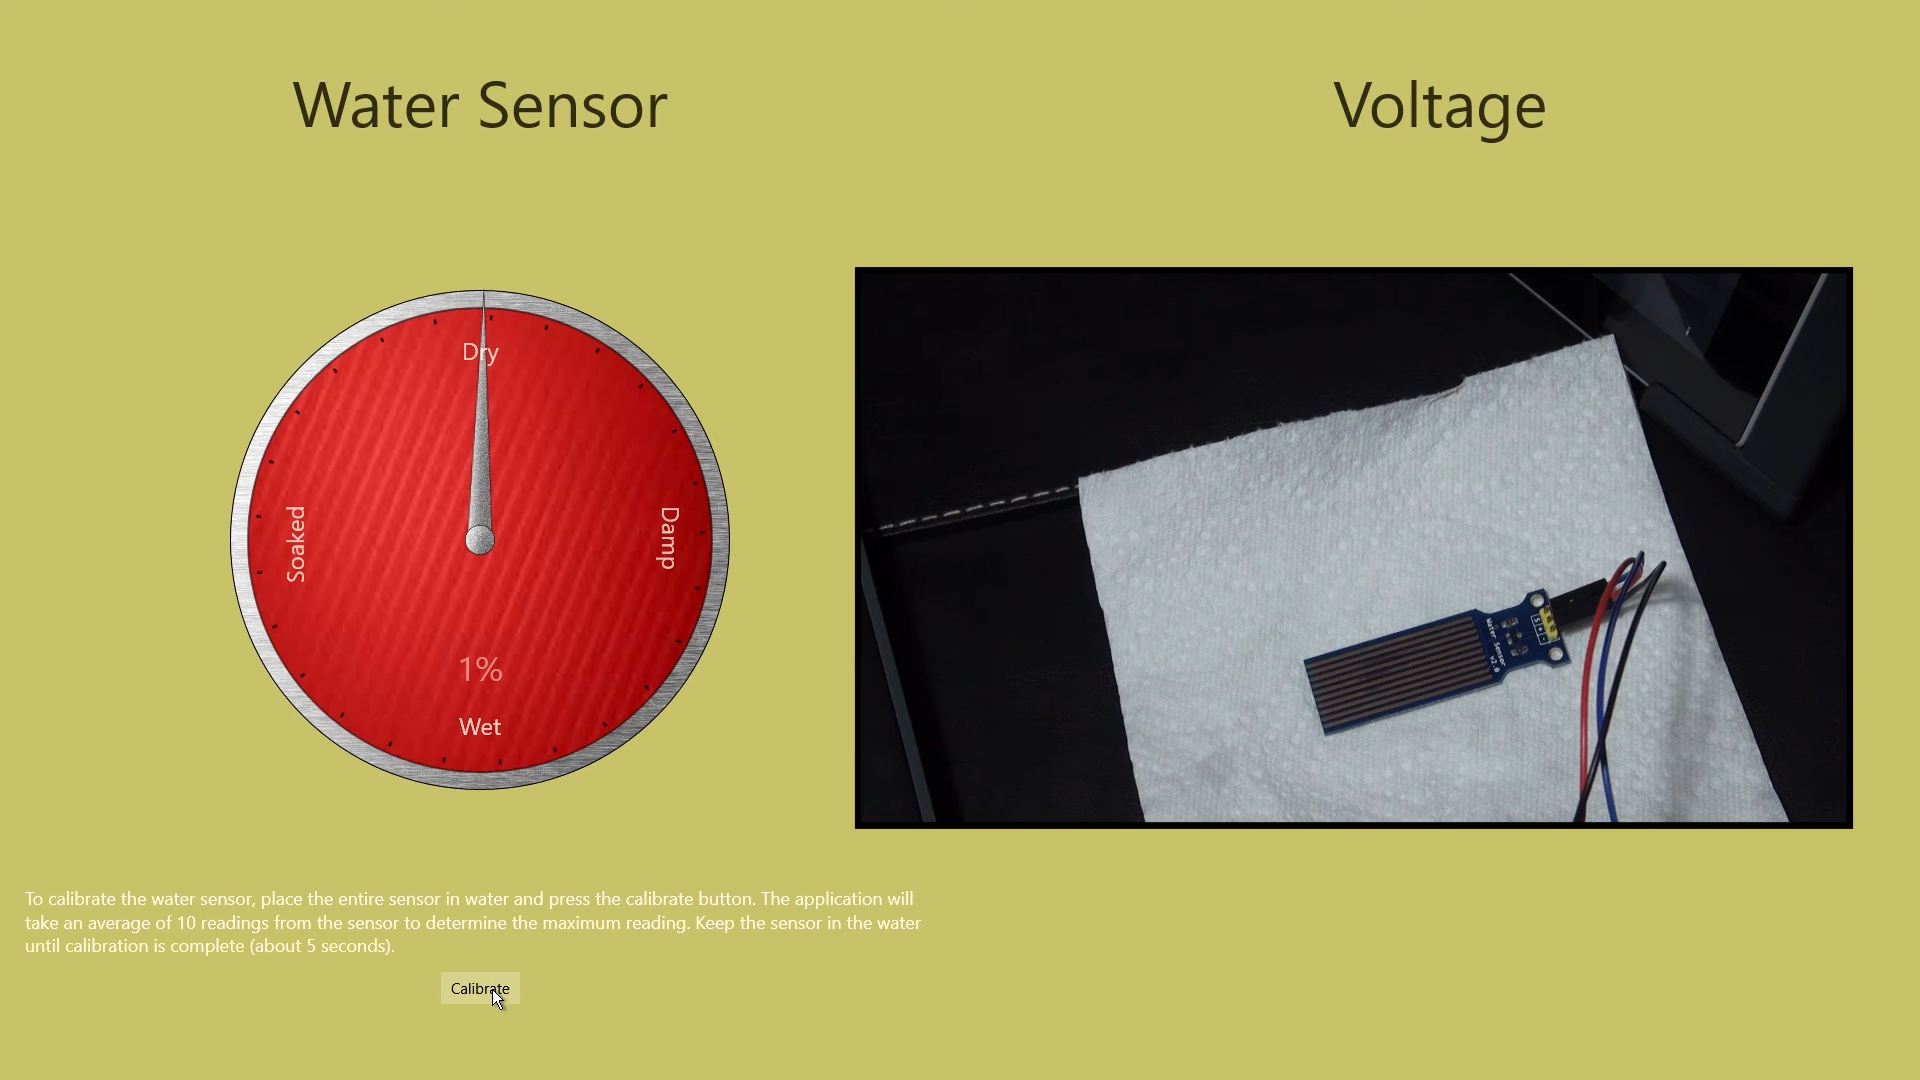 Water Sensor
Voltage
Dry
Soaked
Damp
1%
Wet
Water Sensor
v2.0
S + -
To calibrate the water sensor, place the entire sensor in water and press the calibrate button. The application will
take an average of 10 readings from the sensor to determine the maximum reading. Keep the sensor in the water
until calibration is complete (about 5 seconds).
Calibrate